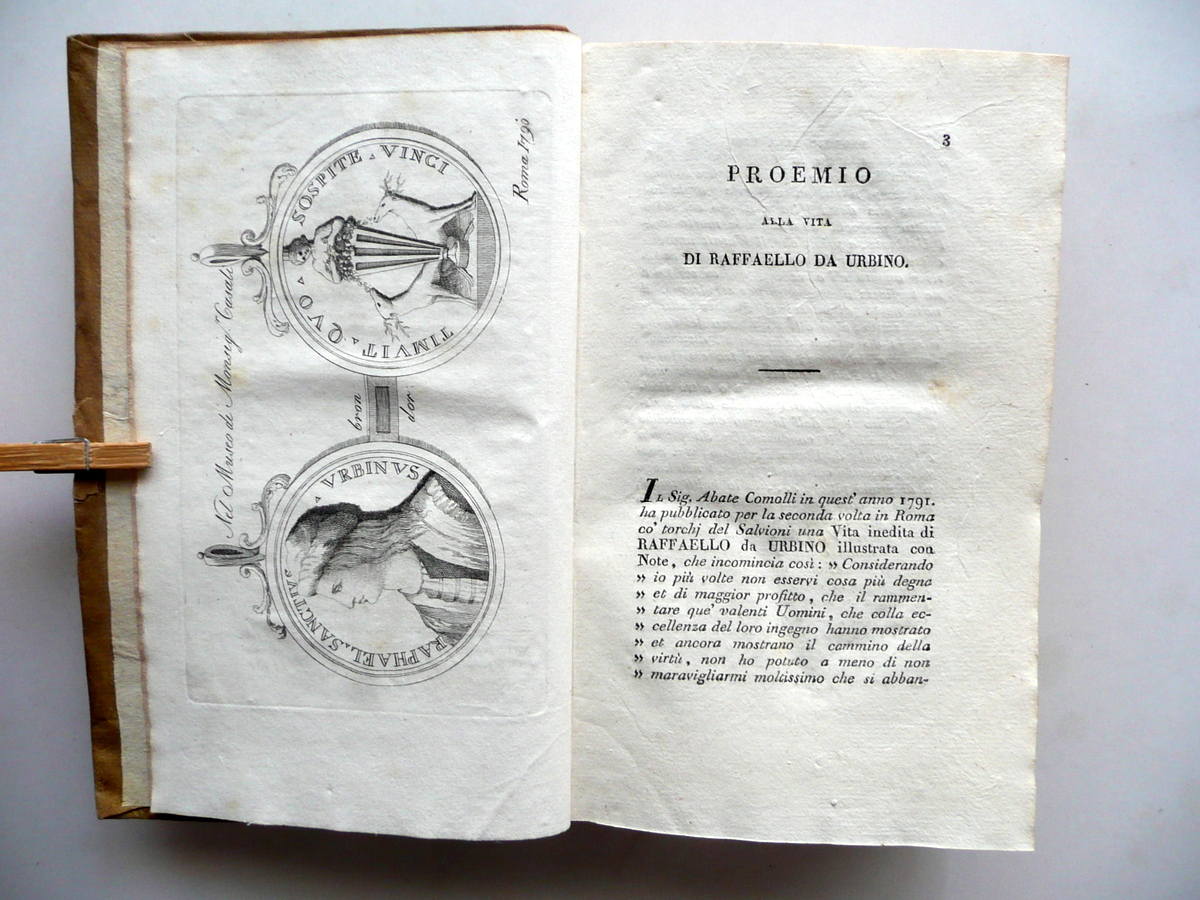 Nel Museo di Monsig. Casali
RAPHAEL. SANCTIVS
VRBINVS
bron
d'or:
TIMVIT QVO SOSPITE VINCI
Roma 1790
3
PROEMIO
ALLA VITA
DI RAFFAELLO DA URBINO.
IL Sig. Abate Comolli in quest' anno 1791.
ha pubblicato per la seconda volta in Roma
co' torchj del Salvioni una Vita inedita di
RAFFAELLO da URBINO illustrata con
Note, che incomincia così: » Considerando
» io più volte non esservi cosa più degna
» et di maggior profitto, che il rammen-
» tare que' valenti Uomini, che colla ec-
» cellenza del loro ingegno hanno mostrato
» et ancora mostrano il cammino della
» virtù, non ho potuto a meno di non
» maravigliarmi moltissimo che si abban-